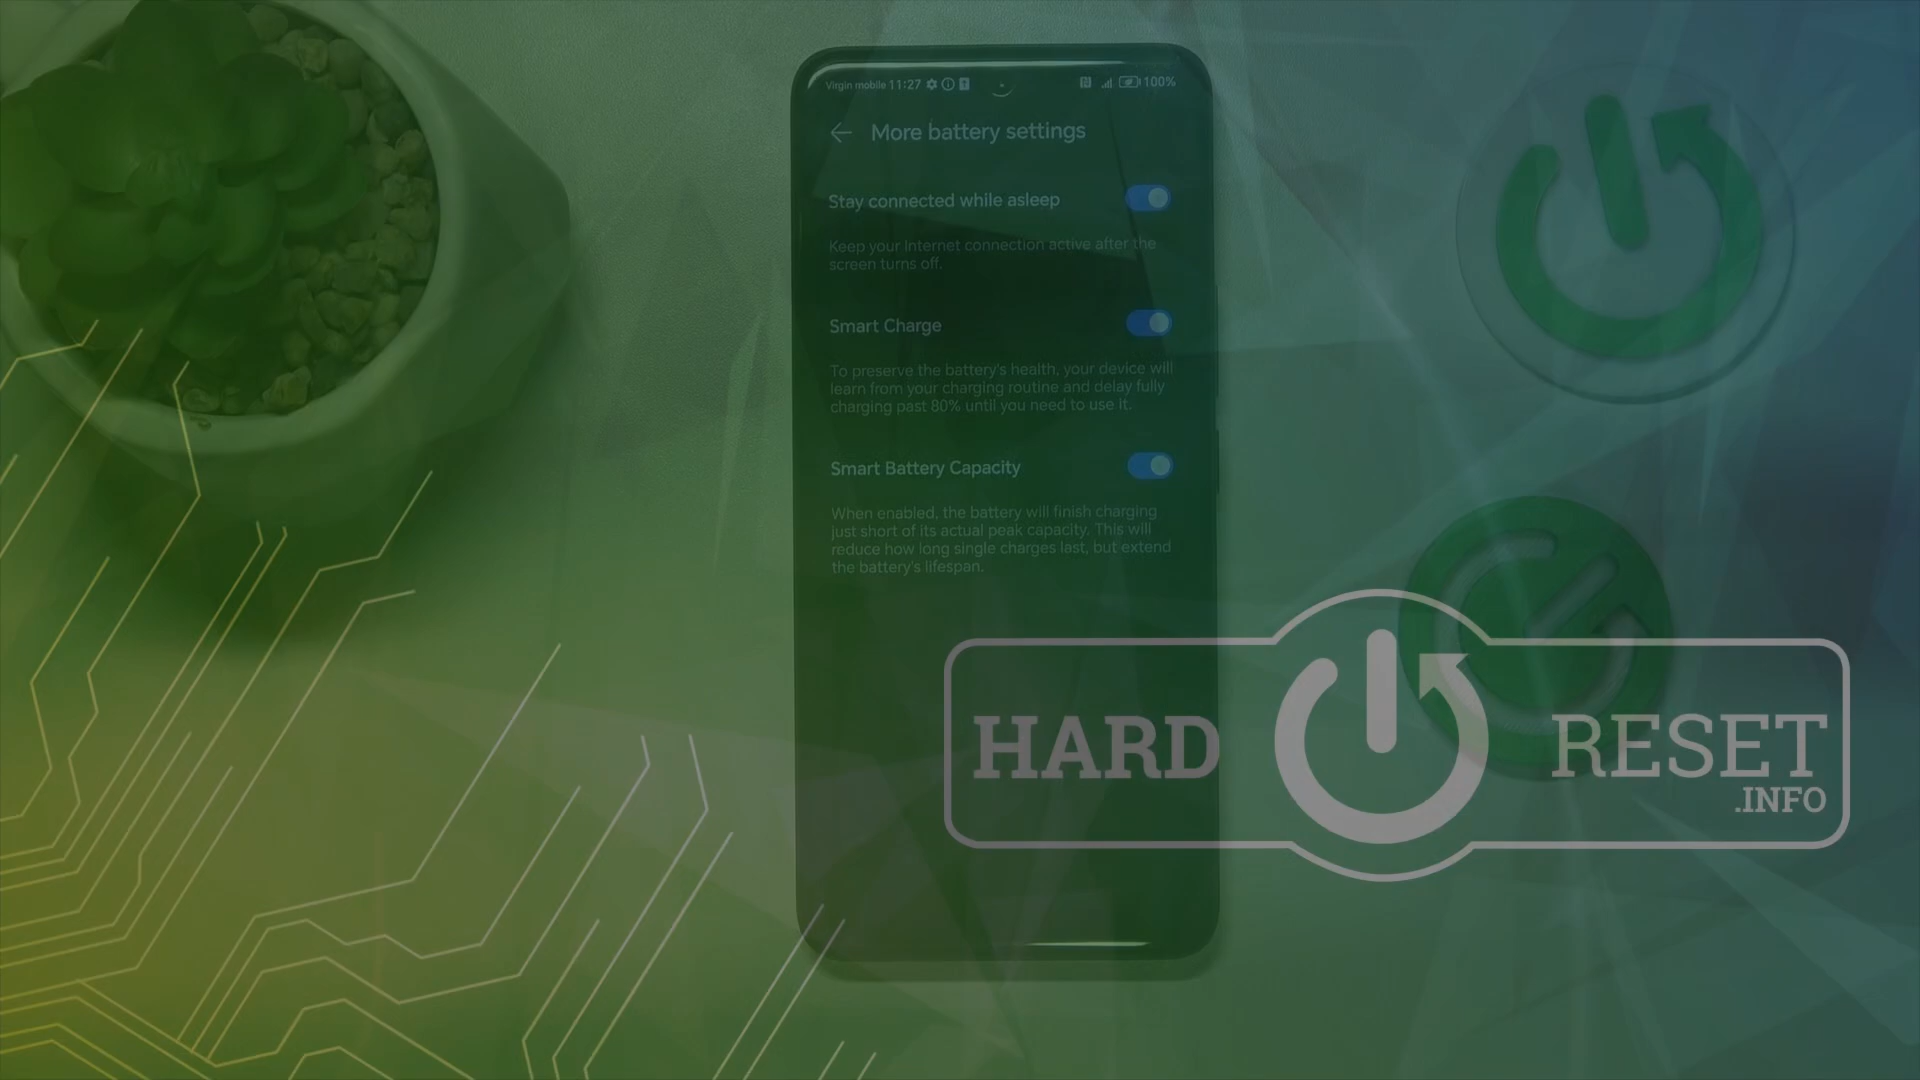 Virgin mobile 11:27 100%
More battery settings
Stay connected while asleep
Keep your Internet connection active after the
screen turns off.
Smart Charge
To preserve the battery's health, your device will
learn from your charging routine and delay fully
charging past 80% until you need to use it.
Smart Battery Capacity
When enabled, the battery will finish charging
just short of its actual peak capacity. This will
reduce how long single charges last, but extend
the battery's lifespan.
HARD RESET
.INFO